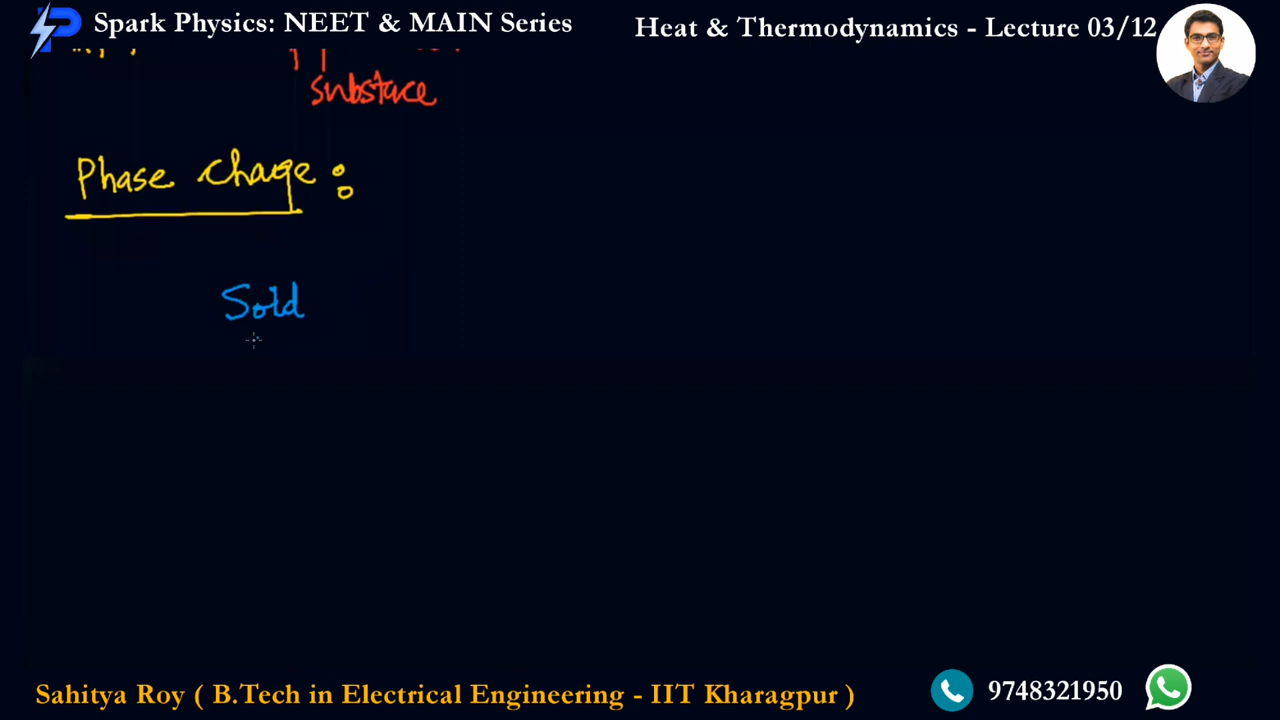 Spark Physics: NEET & MAIN Series
Heat & Thermodynamics - Lecture 03/12
substace
Phase chage :
Sold
Sahitya Roy ( B.Tech in Electrical Engineering - IIT Kharagpur )
9748321950